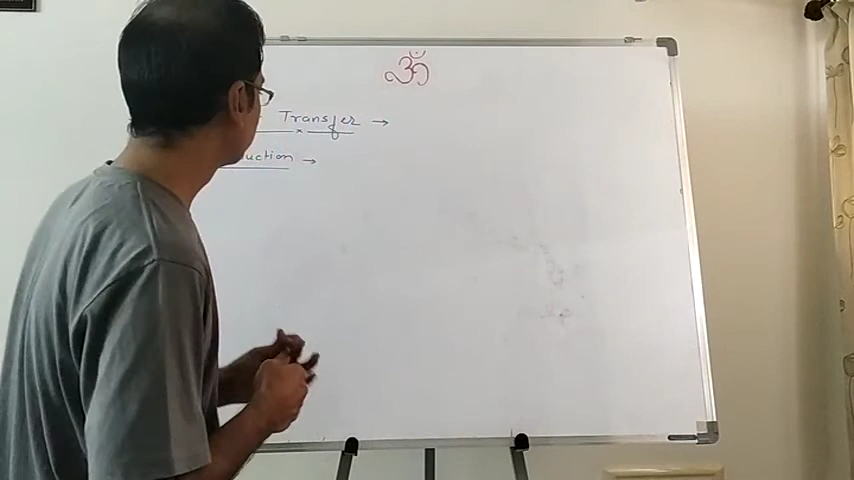 ॐ
Transfer →
uction →